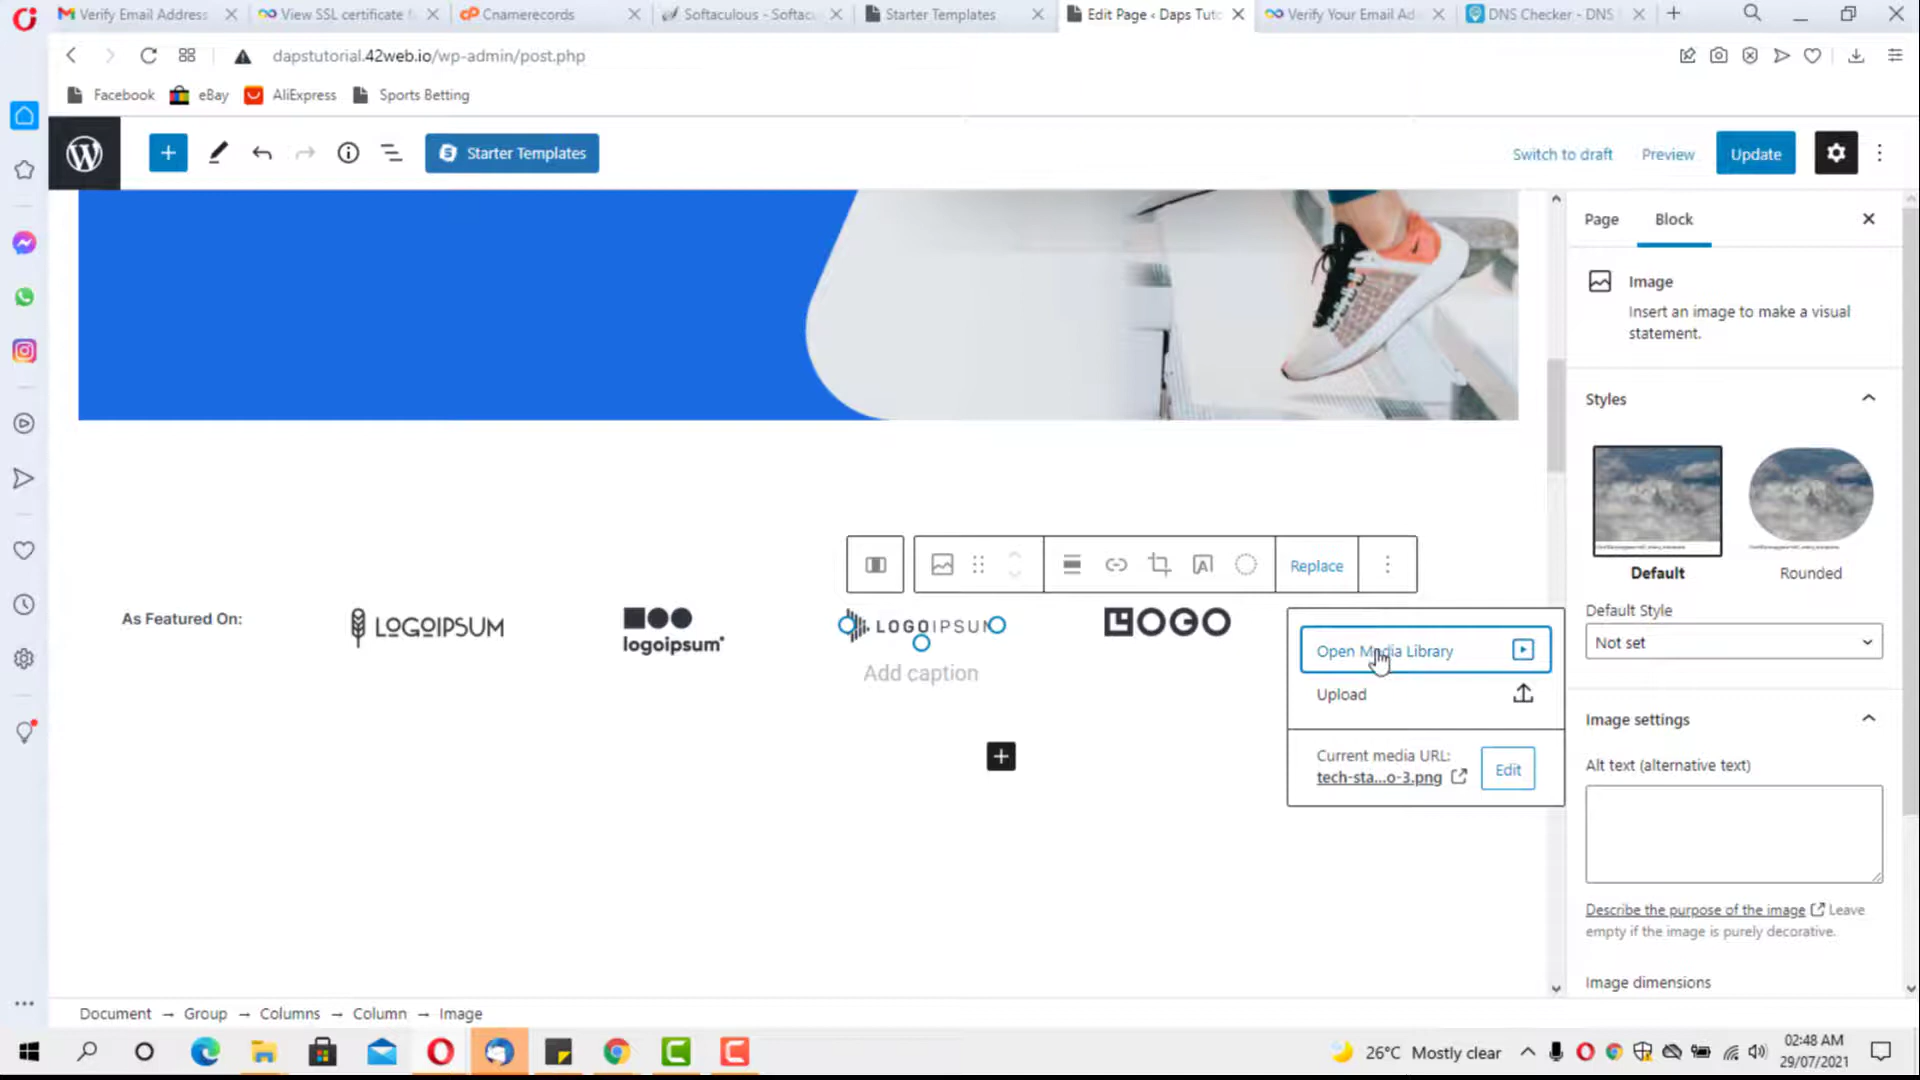 Verify Email Address
View SSL certificate f
Cnamerecords
Softaculous - Softac
Starter Templates
Edit Page ‹ Daps Tuto
Verify Your Email Ad
DNS Checker - DNS
dapstutorial.42web.io/wp-admin/post.php
Facebook
eBay
AliExpress
Sports Betting
Starter Templates
Switch to draft
Preview
Update
Page
Block
Image
Insert an image to make a visual
statement.
Styles
Default
Rounded
Default Style
Not set
Image settings
Alt text (alternative text)
Describe the purpose of the image Leave
empty if the image is purely decorative.
Image dimensions
Replace
As Featured On:
LOGOIPSUM
logoipsum
LOGOIPSUM
LOGO
Add caption
Open Media Library
Upload
Current media URL:
tech-sta...o-3.png
Edit
Document → Group → Columns → Column → Image
26°C Mostly clear
02:48 AM
29/07/2021